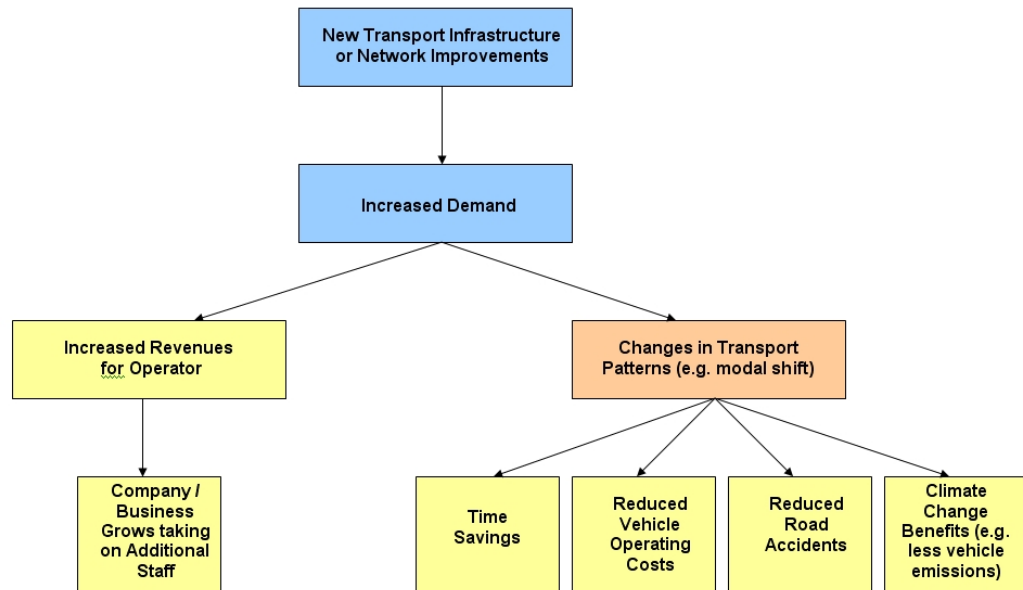 New Transport Infrastructure
or Network Improvements
Increased Demand
Increased Revenues
for Operator
Changes in Transport
Patterns (e.g. modal shift)
Company /
Business
Grows taking
on Additional
Staff
Time
Savings
Reduced
Vehicle
Operating
Costs
Reduced
Road
Accidents
Climate
Change
Benefits (e.g.
less vehicle
emissions)